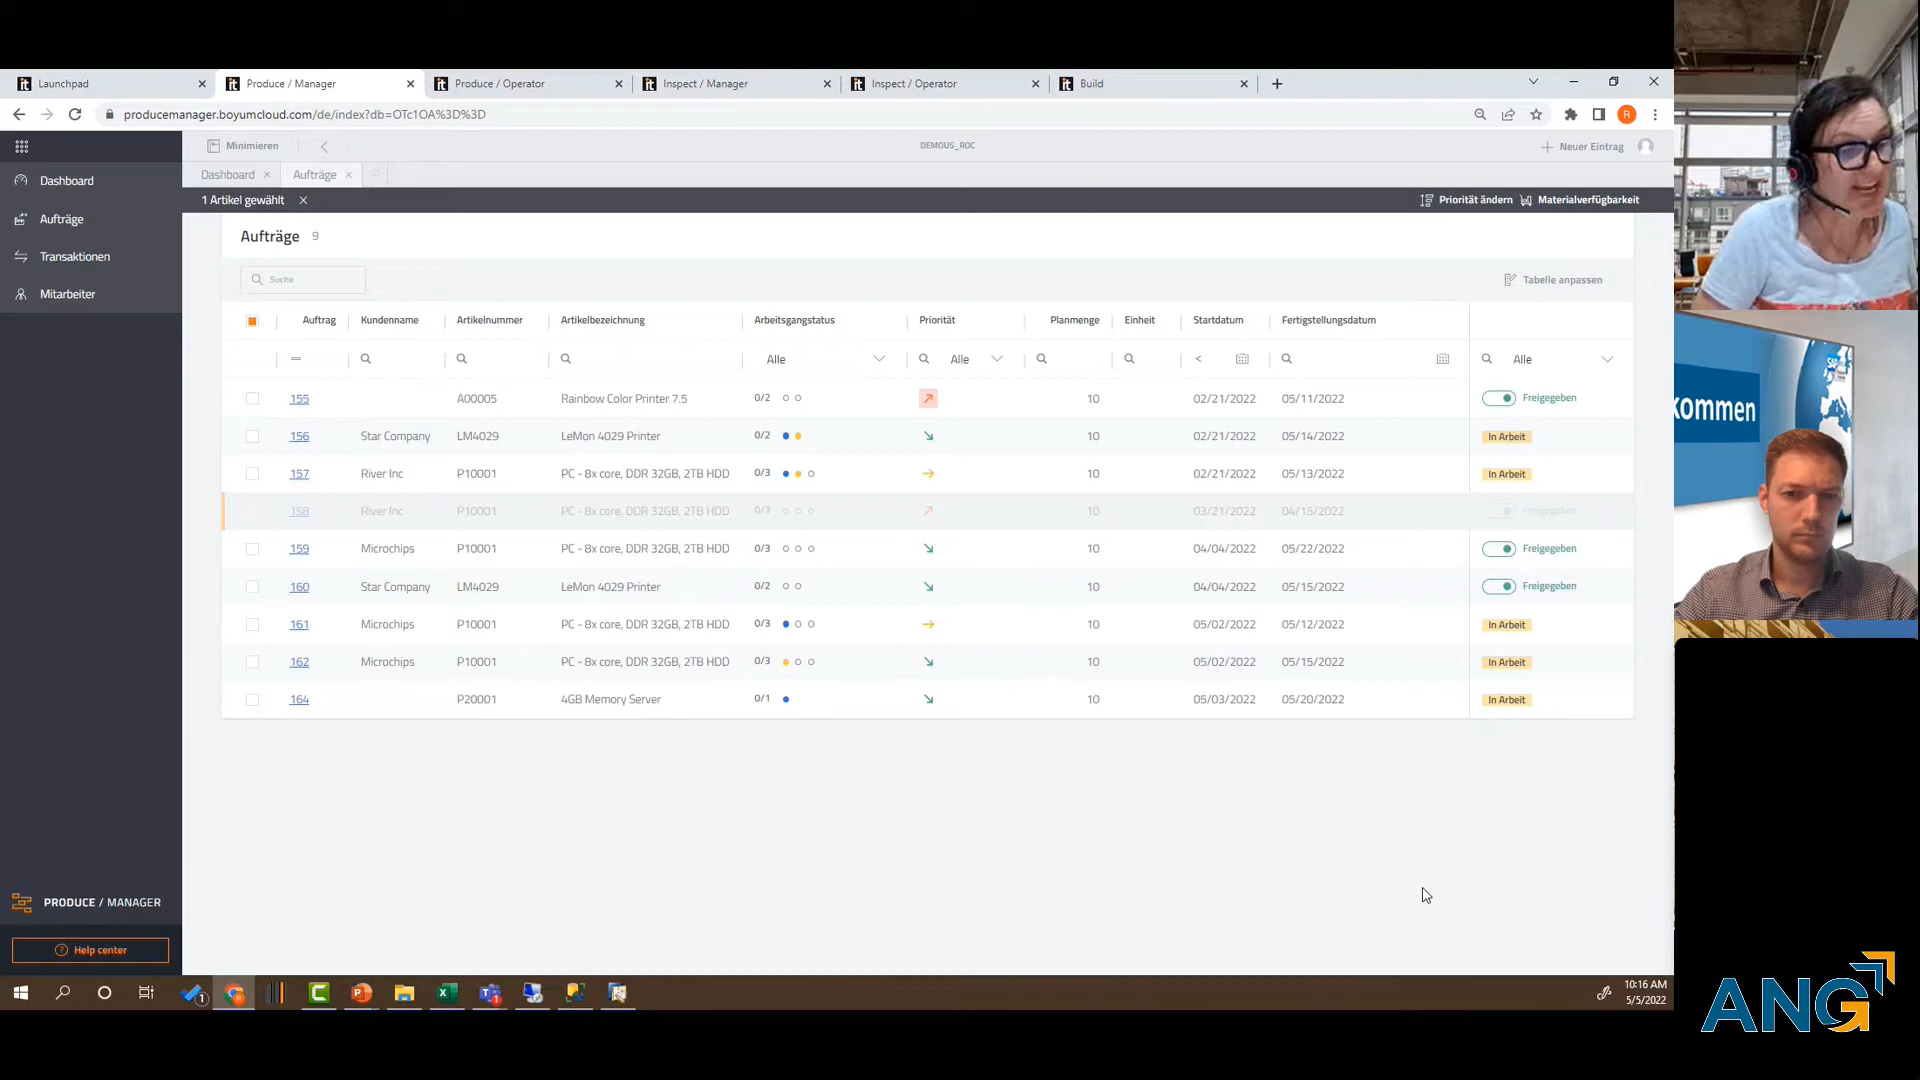 Launchpad Produce / Manager Produce / Operator Inspect / Manager Inspect / Operator Build
producemanager.boyumcloud.com/de/index?db=OTc1OA%3D%3D R
Minimieren DEMOUS_ROC Neuer Eintrag
Dashboard Aufträge
Dashboard
Aufträge
Transaktionen
Mitarbeiter
1 Artikel gewählt Priorität ändern Materialverfügbarkeit
Aufträge 9
Suche Tabelle anpassen
Auftrag Kundenname Artikelnummer Artikelbezeichnung Arbeitsgangstatus Priorität Planmenge Einheit Startdatum Fertigstellungsdatum
= Alle Alle < Alle
155 A00005 Rainbow Color Printer 7.5 0/2 10 02/21/2022 05/11/2022 Freigegeben
156 Star Company LM4029 LeMon 4029 Printer 0/2 10 02/21/2022 05/14/2022 In Arbeit
157 River Inc P10001 PC - 8x core, DDR 32GB, 2TB HDD 0/3 10 02/21/2022 05/13/2022 In Arbeit
158 River Inc P10001 PC - 8x core, DDR 32GB, 2TB HDD 0/3 10 03/21/2022 04/15/2022 Freigegeben
159 Microchips P10001 PC - 8x core, DDR 32GB, 2TB HDD 0/3 10 04/04/2022 05/22/2022 Freigegeben
160 Star Company LM4029 LeMon 4029 Printer 0/2 10 04/04/2022 05/15/2022 Freigegeben
161 Microchips P10001 PC - 8x core, DDR 32GB, 2TB HDD 0/3 10 05/02/2022 05/12/2022 In Arbeit
162 Microchips P10001 PC - 8x core, DDR 32GB, 2TB HDD 0/3 10 05/02/2022 05/15/2022 In Arbeit
164 P20001 4GB Memory Server 0/1 10 05/03/2022 05/20/2022 In Arbeit
PRODUCE / MANAGER
Help center
10:16 AM
5/5/2022
kommen
ANG